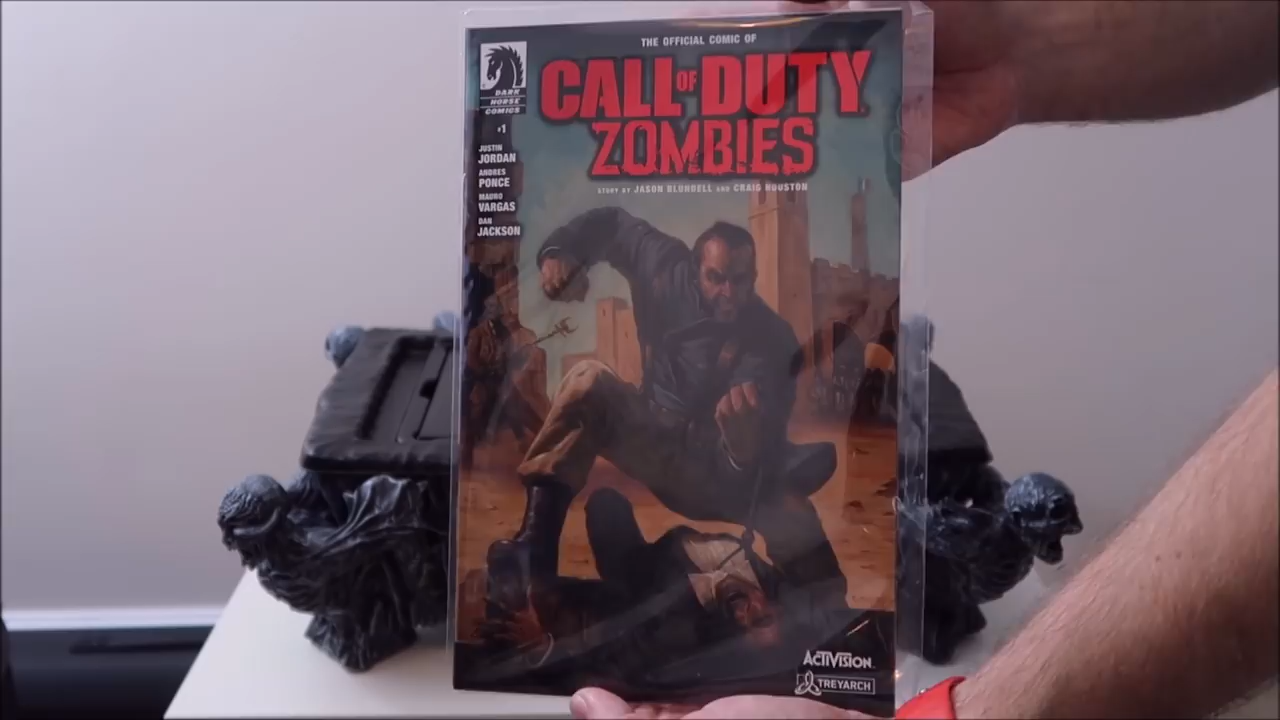 THE OFFICIAL COMIC OF
CALL OF DUTY
ZOMBIES
STORY BY JASON BLUNDELL AND CRAIG HOUSTON
DARK
HORSE
COMICS
#1
JUSTIN
JORDAN
ANDRES
PONCE
MAURO
VARGAS
DAN
JACKSON
ACTIVISION
TREYARCH